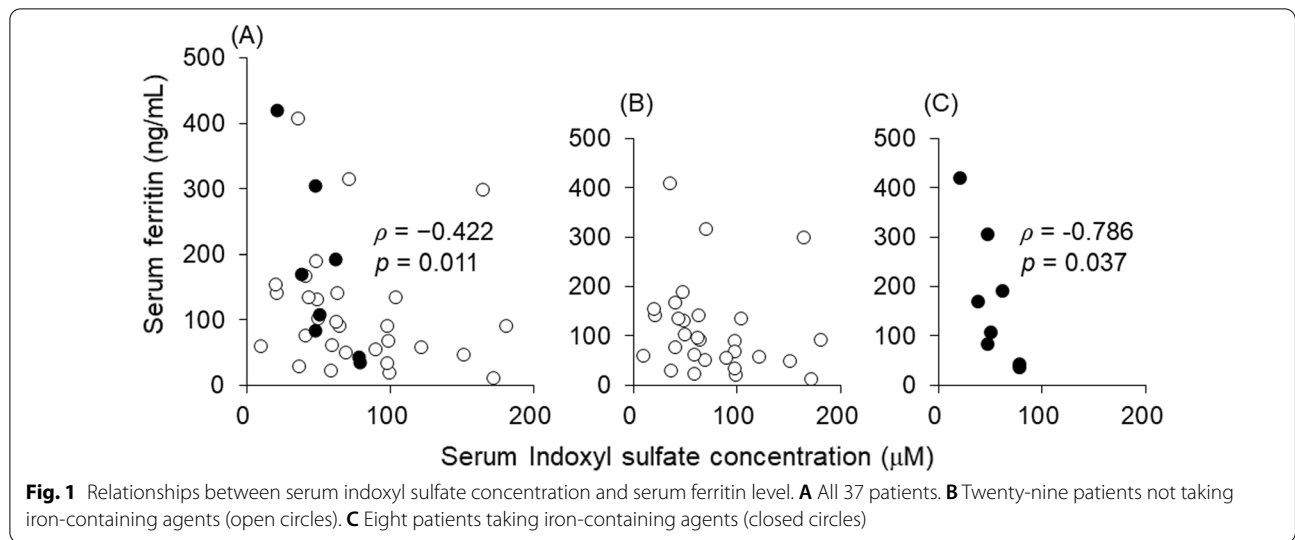 (A)
500
400
300
200
100
0
0
100
200
Serum ferritin (ng/mL)
ρ = −0.422
p = 0.011
(B)
500
400
300
200
100
0
0
100
200
(C)
500
400
300
200
100
0
0
100
200
ρ = -0.786
p = 0.037
Serum Indoxyl sulfate concentration (μM)
Fig. 1 Relationships between serum indoxyl sulfate concentration and serum ferritin level. A All 37 patients. B Twenty-nine patients not taking
iron-containing agents (open circles). C Eight patients taking iron-containing agents (closed circles)